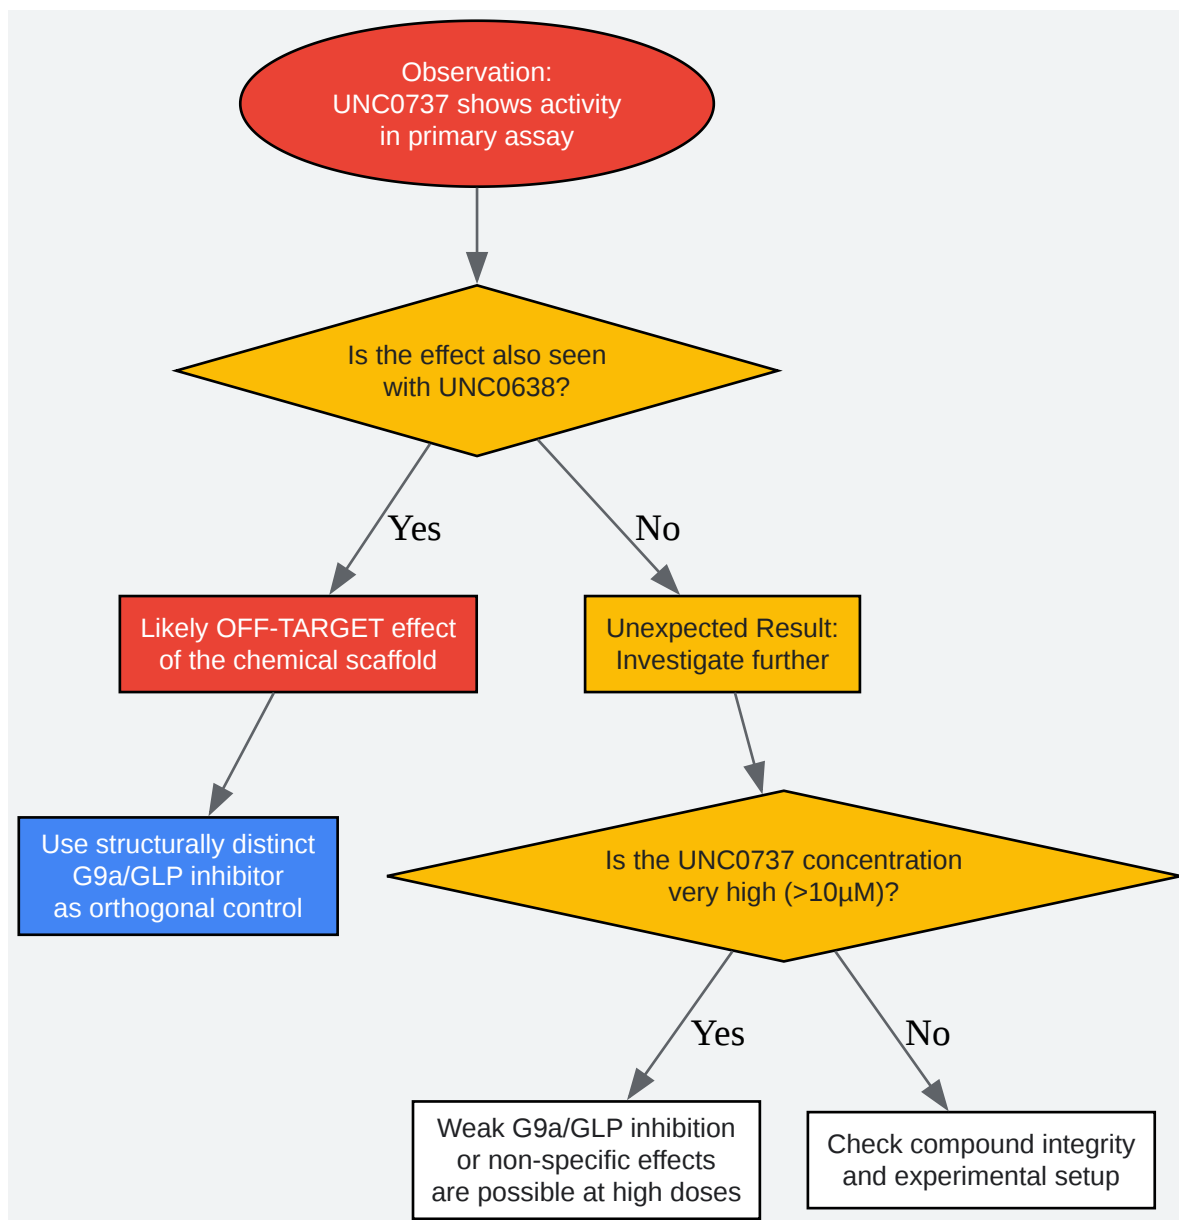 Observation:
UNC0737 shows activity
in primary assay
Is the effect also seen
with UNC0638?
Yes
No
Likely OFF-TARGET effect
of the chemical scaffold
Unexpected Result:
Investigate further
Use structurally distinct
G9a/GLP inhibitor
as orthogonal control
Is the UNC0737 concentration
very high (>10µM)?
Yes
No
Weak G9a/GLP inhibition
or non-specific effects
are possible at high doses
Check compound integrity
and experimental setup